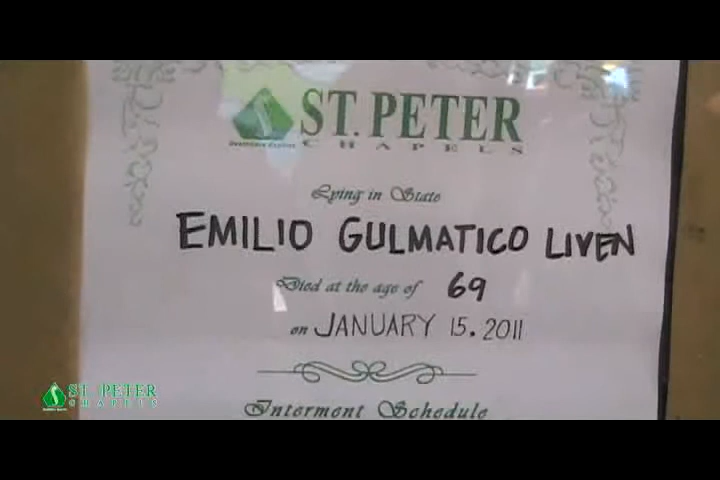 ST. PETER
CHAPELS
Lying in State
EMILIO GULMATICO LIVEN
Died at the age of 69
on JANUARY 15. 2011
Interment Schedule
ST. PETER
CHAPELS